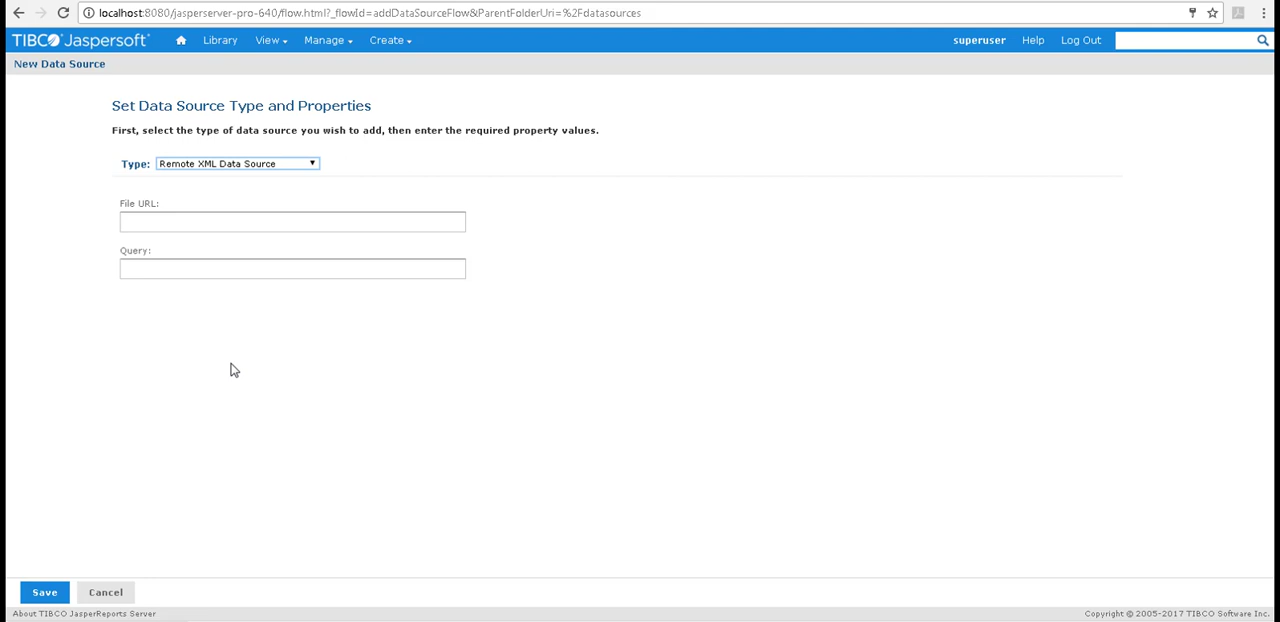 localhost:8080/jasperserver-pro-640/flow.html?_flowId=addDataSourceFlow&ParentFolderUri=%2Fdatasources
TIBCO Jaspersoft® Library View Manage Create superuser Help Log Out
New Data Source
Set Data Source Type and Properties
First, select the type of data source you wish to add, then enter the required property values.
Type: Remote XML Data Source
File URL:
Query:
Save Cancel
About TIBCO JasperReports Server Copyright © 2005-2017 TIBCO Software Inc.